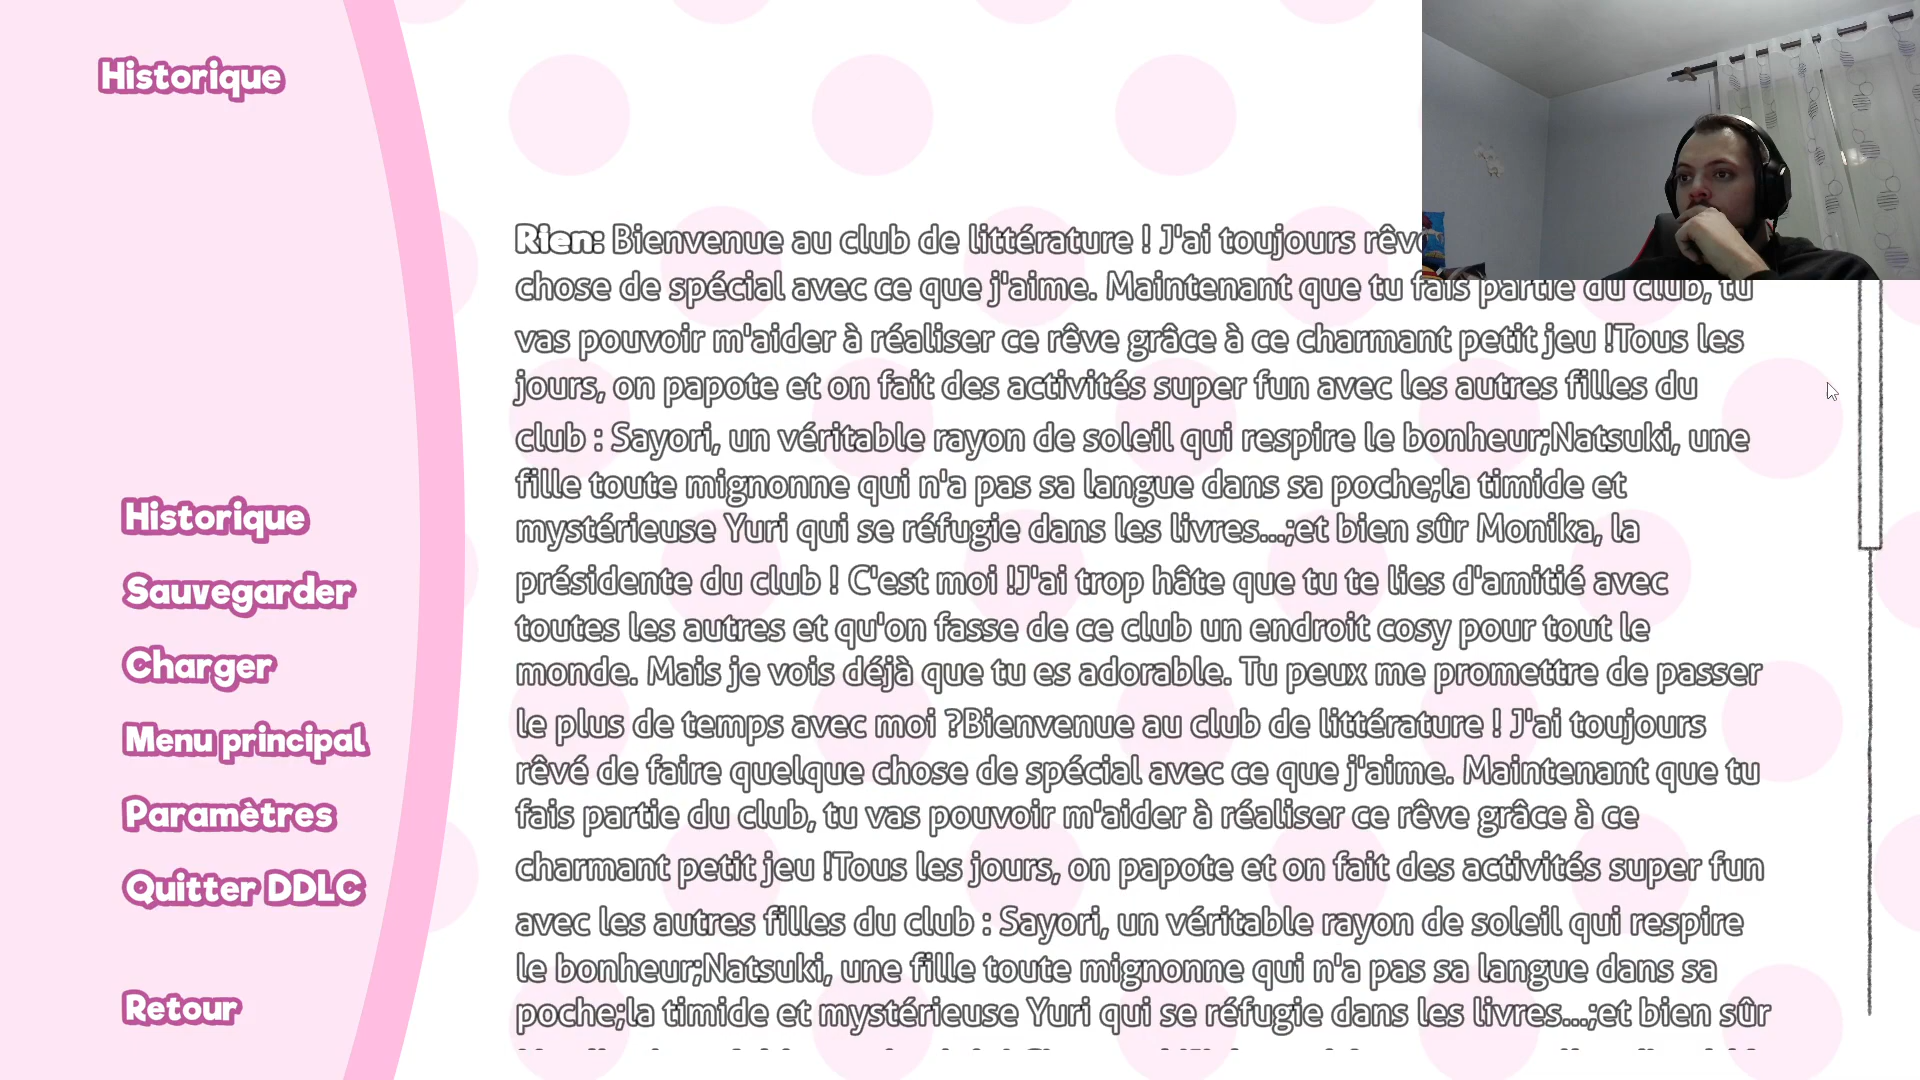 Historique
Rien: Bienvenue au club de littérature ! J'ai toujours
chose de spécial avec ce que j'aime. Maintenant que tu fais partie du club, tu
vas pouvoir m'aider à réaliser ce rêve grâce à ce charmant petit jeu !Tous les
jours, on papote et on fait des activités super fun avec les autres filles du
club : Sayori, un véritable rayon de soleil qui respire le bonheur;Natsuki, une
fille toute mignonne qui n'a pas sa langue dans sa poche;la timide et
mystérieuse Yuri qui se réfugie dans les livres...;et bien sûr Monika, la
présidente du club ! C'est moi !J'ai trop hâte que tu te lies d'amitié avec
toutes les autres et qu'on fasse de ce club un endroit cosy pour tout le
monde. Mais je vois déjà que tu es adorable. Tu peux me promettre de passer
le plus de temps avec moi ?Bienvenue au club de littérature ! J'ai toujours
rêvé de faire quelque chose de spécial avec ce que j'aime. Maintenant que tu
fais partie du club, tu vas pouvoir m'aider à réaliser ce rêve grâce à ce
charmant petit jeu !Tous les jours, on papote et on fait des activités super fun
avec les autres filles du club : Sayori, un véritable rayon de soleil qui respire
le bonheur;Natsuki, une fille toute mignonne qui n'a pas sa langue dans sa
poche;la timide et mystérieuse Yuri qui se réfugie dans les livres...;et bien sûr
Historique
Sauvegarder
Charger
Menu principal
Paramètres
Quitter DDLC
Retour